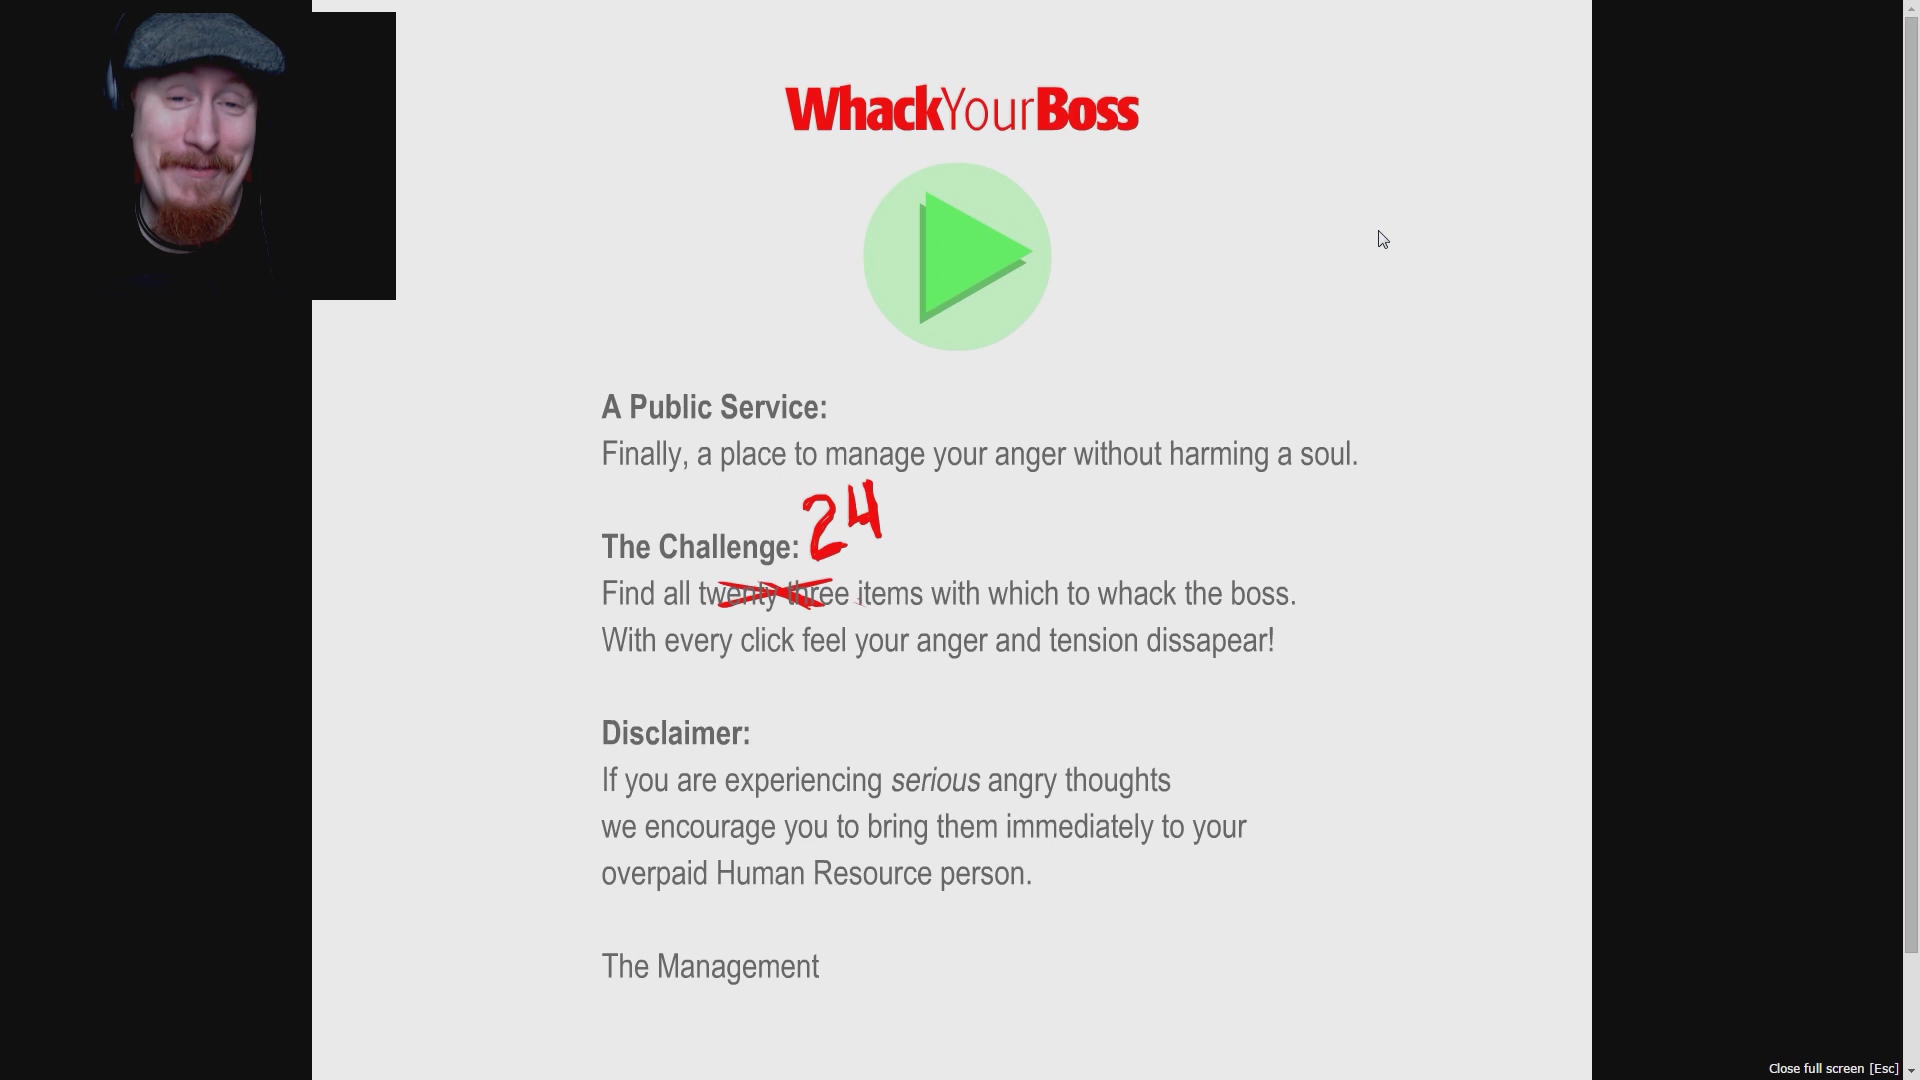 WhackYourBoss
A Public Service:
Finally, a place to manage your anger without harming a soul.
24
The Challenge:
Find all twenty three items with which to whack the boss.
With every click feel your anger and tension dissapear!
Disclaimer:
If you are experiencing serious angry thoughts
we encourage you to bring them immediately to your
overpaid Human Resource person.
The Management
Close full screen [Esc]